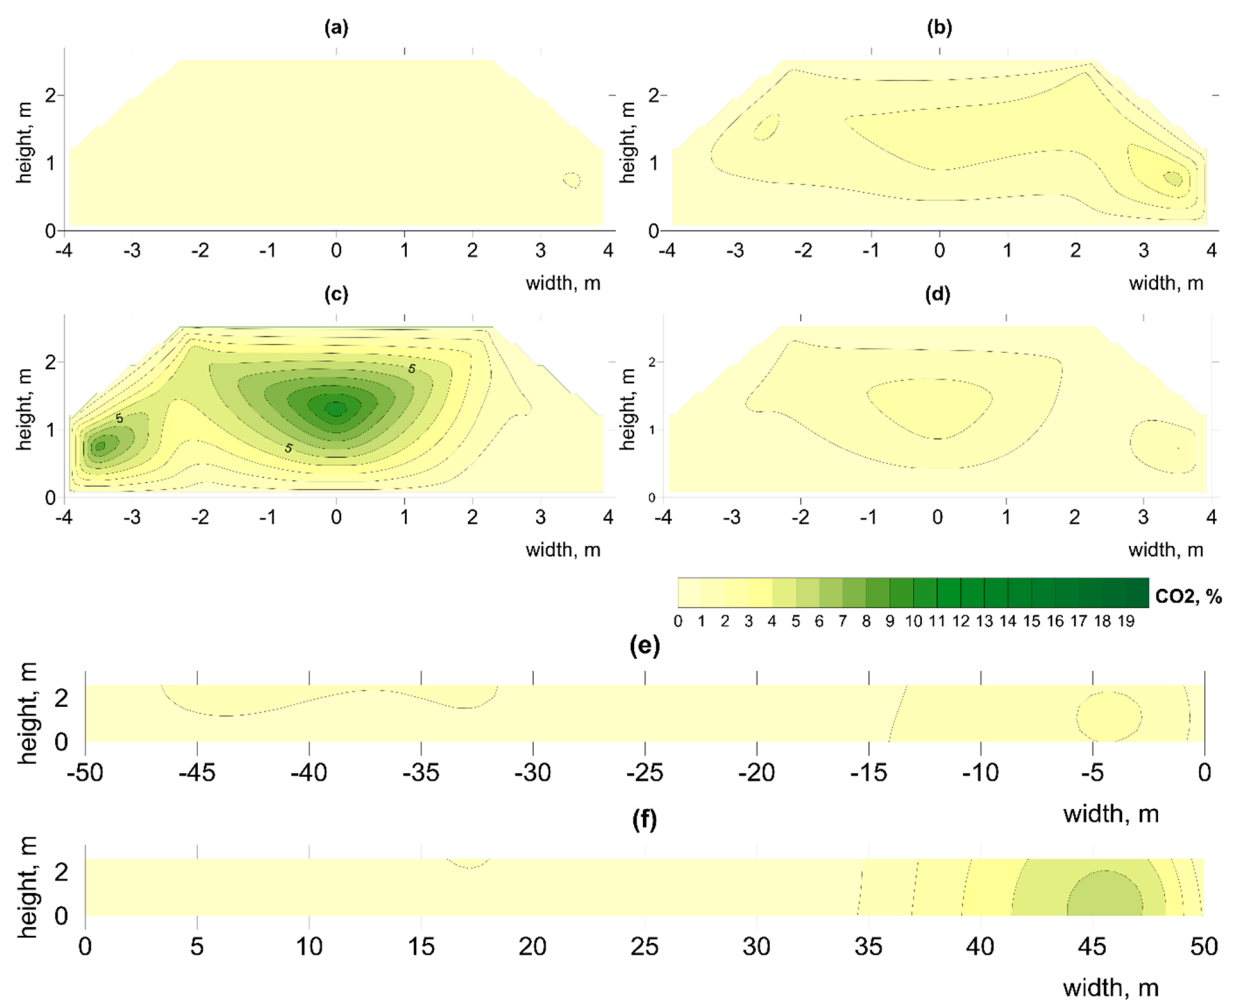 (a) (b)
height, m 2 1 0 height, m 2 1 0
-4 -3 -2 -1 0 1 2 3 4 -3 -2 -1 0 1 2 3 4
width, m width, m
(c) (d)
height, m 2 1 0 5 5 5 height, m 2 1 0
-4 -3 -2 -1 0 1 2 3 4 -4 -3 -2 -1 0 1 2 3 4
width, m width, m
CO2, %
0 1 2 3 4 5 6 7 8 9 10 11 12 13 14 15 16 17 18 19
(e)
height, m 2 0
-50 -45 -40 -35 -30 -25 -20 -15 -10 -5 0
width, m
(f)
height, m 2 0
0 5 10 15 20 25 30 35 40 45 50
width, m